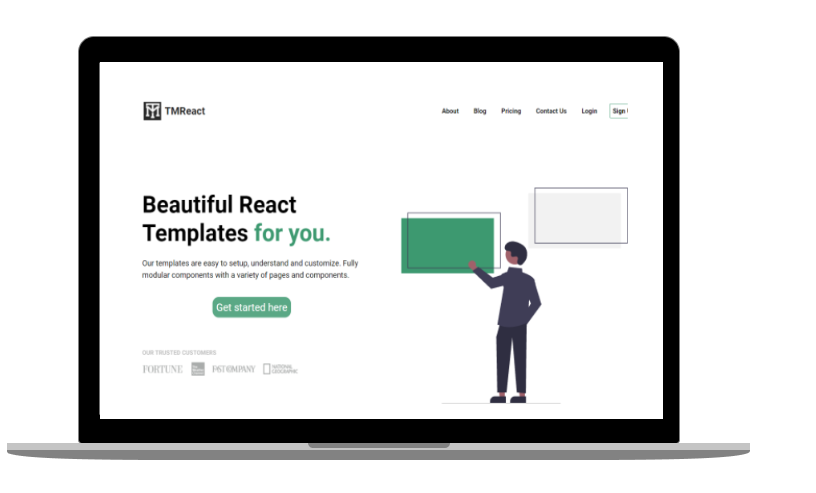 TMReact
About Blog Pricing Contact Us Login Sign
Beautiful React
Templates for you.
Our templates are easy to setup, understand and customize. Fully
modular components with a variety of pages and components.
Get started here
OUR TRUSTED CUSTOMERS
FORTUNE FAST COMPANY NATIONAL
GEOGRAPHIC